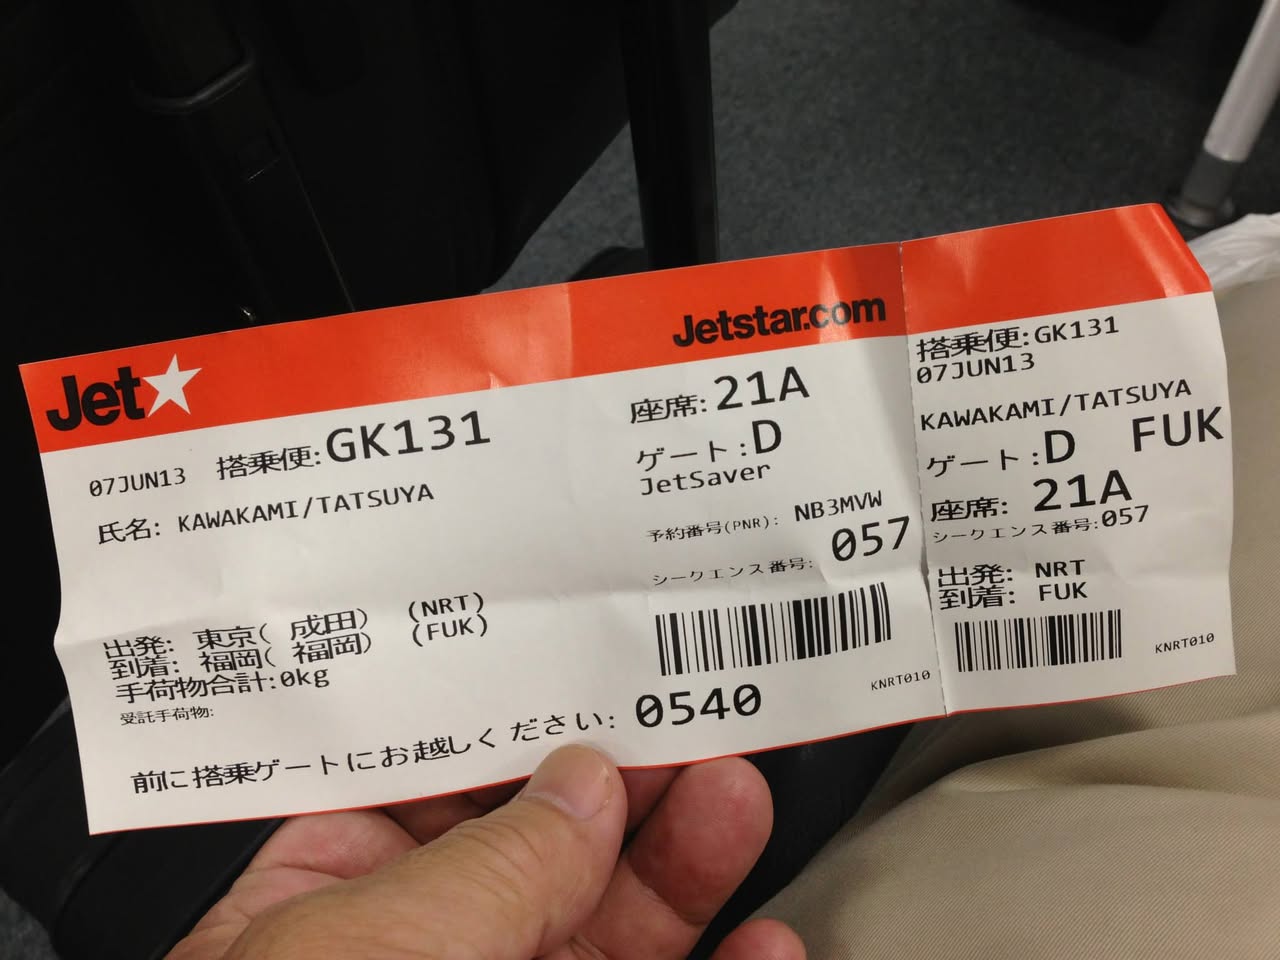 Jet★
Jetstar.com
07JUN13 搭乗便:GK131
氏名: KAWAKAMI/TATSUYA
座席:21A
ゲート:D
JetSaver
予約番号(PNR): NB3MVW
シークエンス番号: 057
出発: 東京( 成田) (NRT)
到着: 福岡( 福岡) (FUK)
手荷物合計:0kg
受託手荷物:
KNRT010
前に搭乗ゲートにお越しください: 0540
搭乗便:GK131
07JUN13
KAWAKAMI/TATSUYA
ゲート:D FUK
座席: 21A
シークエンス番号:057
出発: NRT
到着: FUK
KNRT010